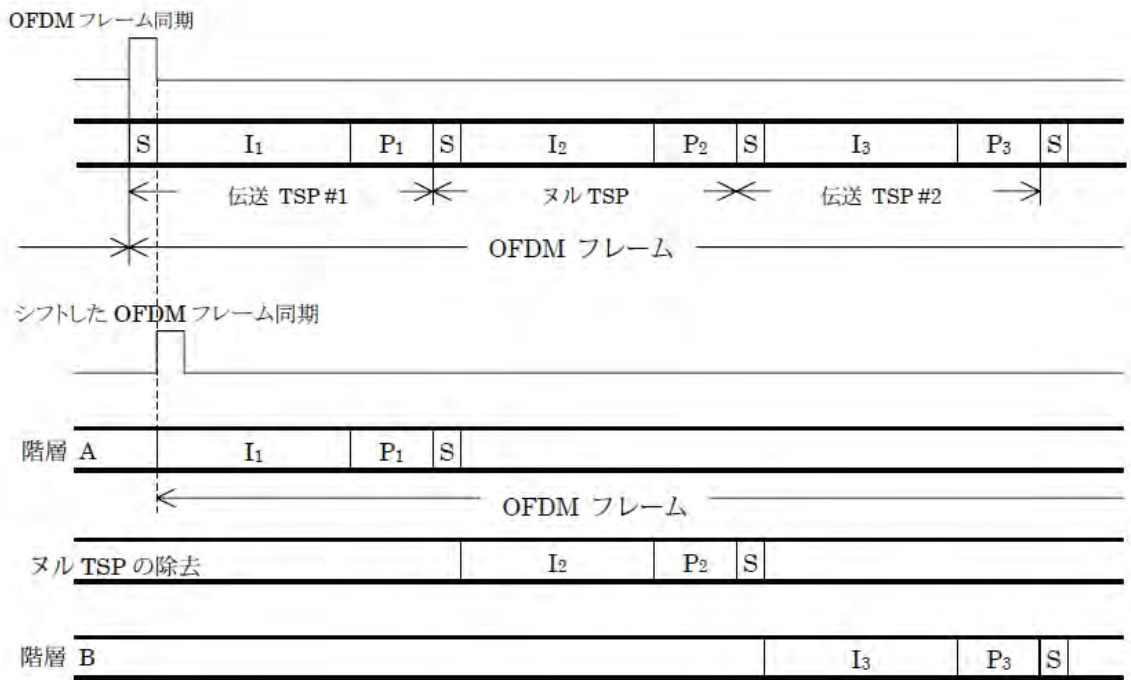 OFDM フレーム同期
S I₁ P₁ S I₂ P₂ S I₃ P₃ S
伝送 TSP #1 ヌル TSP 伝送 TSP #2
OFDM フレーム
シフトした OFDM フレーム同期
階層 A I₁ P₁ S
OFDM フレーム
ヌル TSP の除去 I₂ P₂ S
階層 B I₃ P₃ S